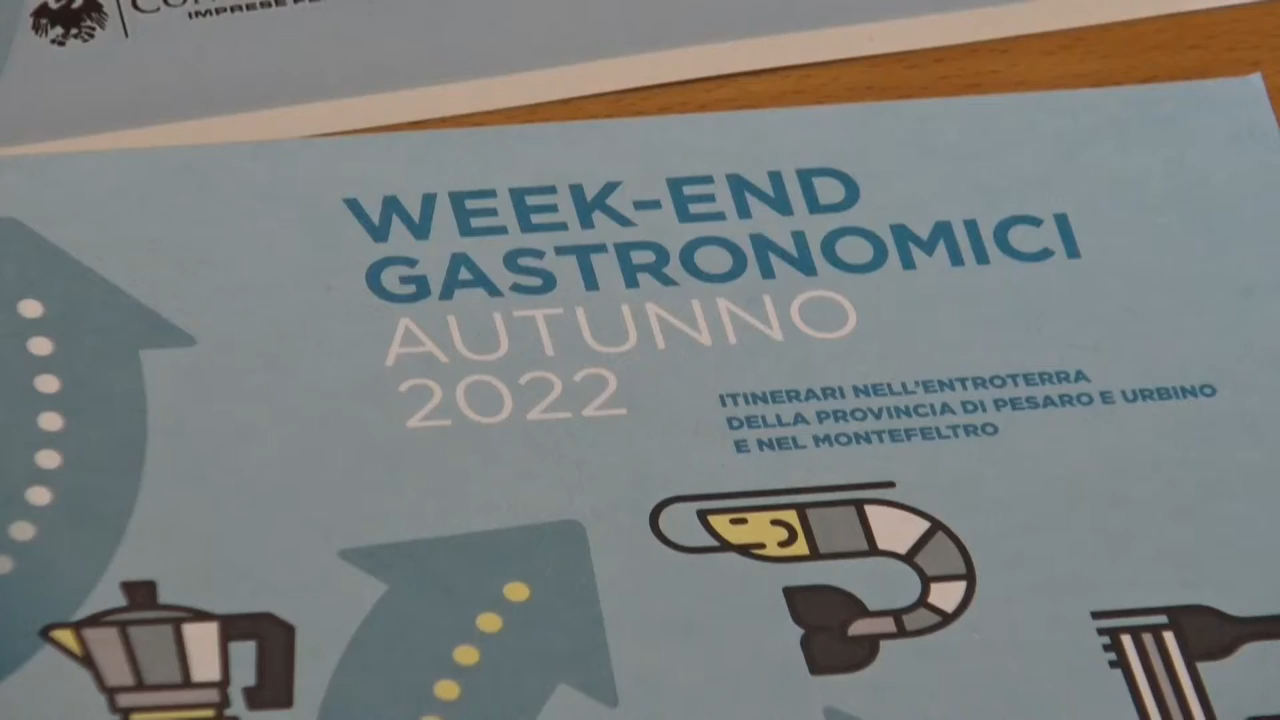 IMPRESE
WEEK-END
GASTRONOMICI
AUTUNNO
2022
ITINERARI NELL'ENTROTERRA
DELLA PROVINCIA DI PESARO E URBINO
E NEL MONTEFELTRO